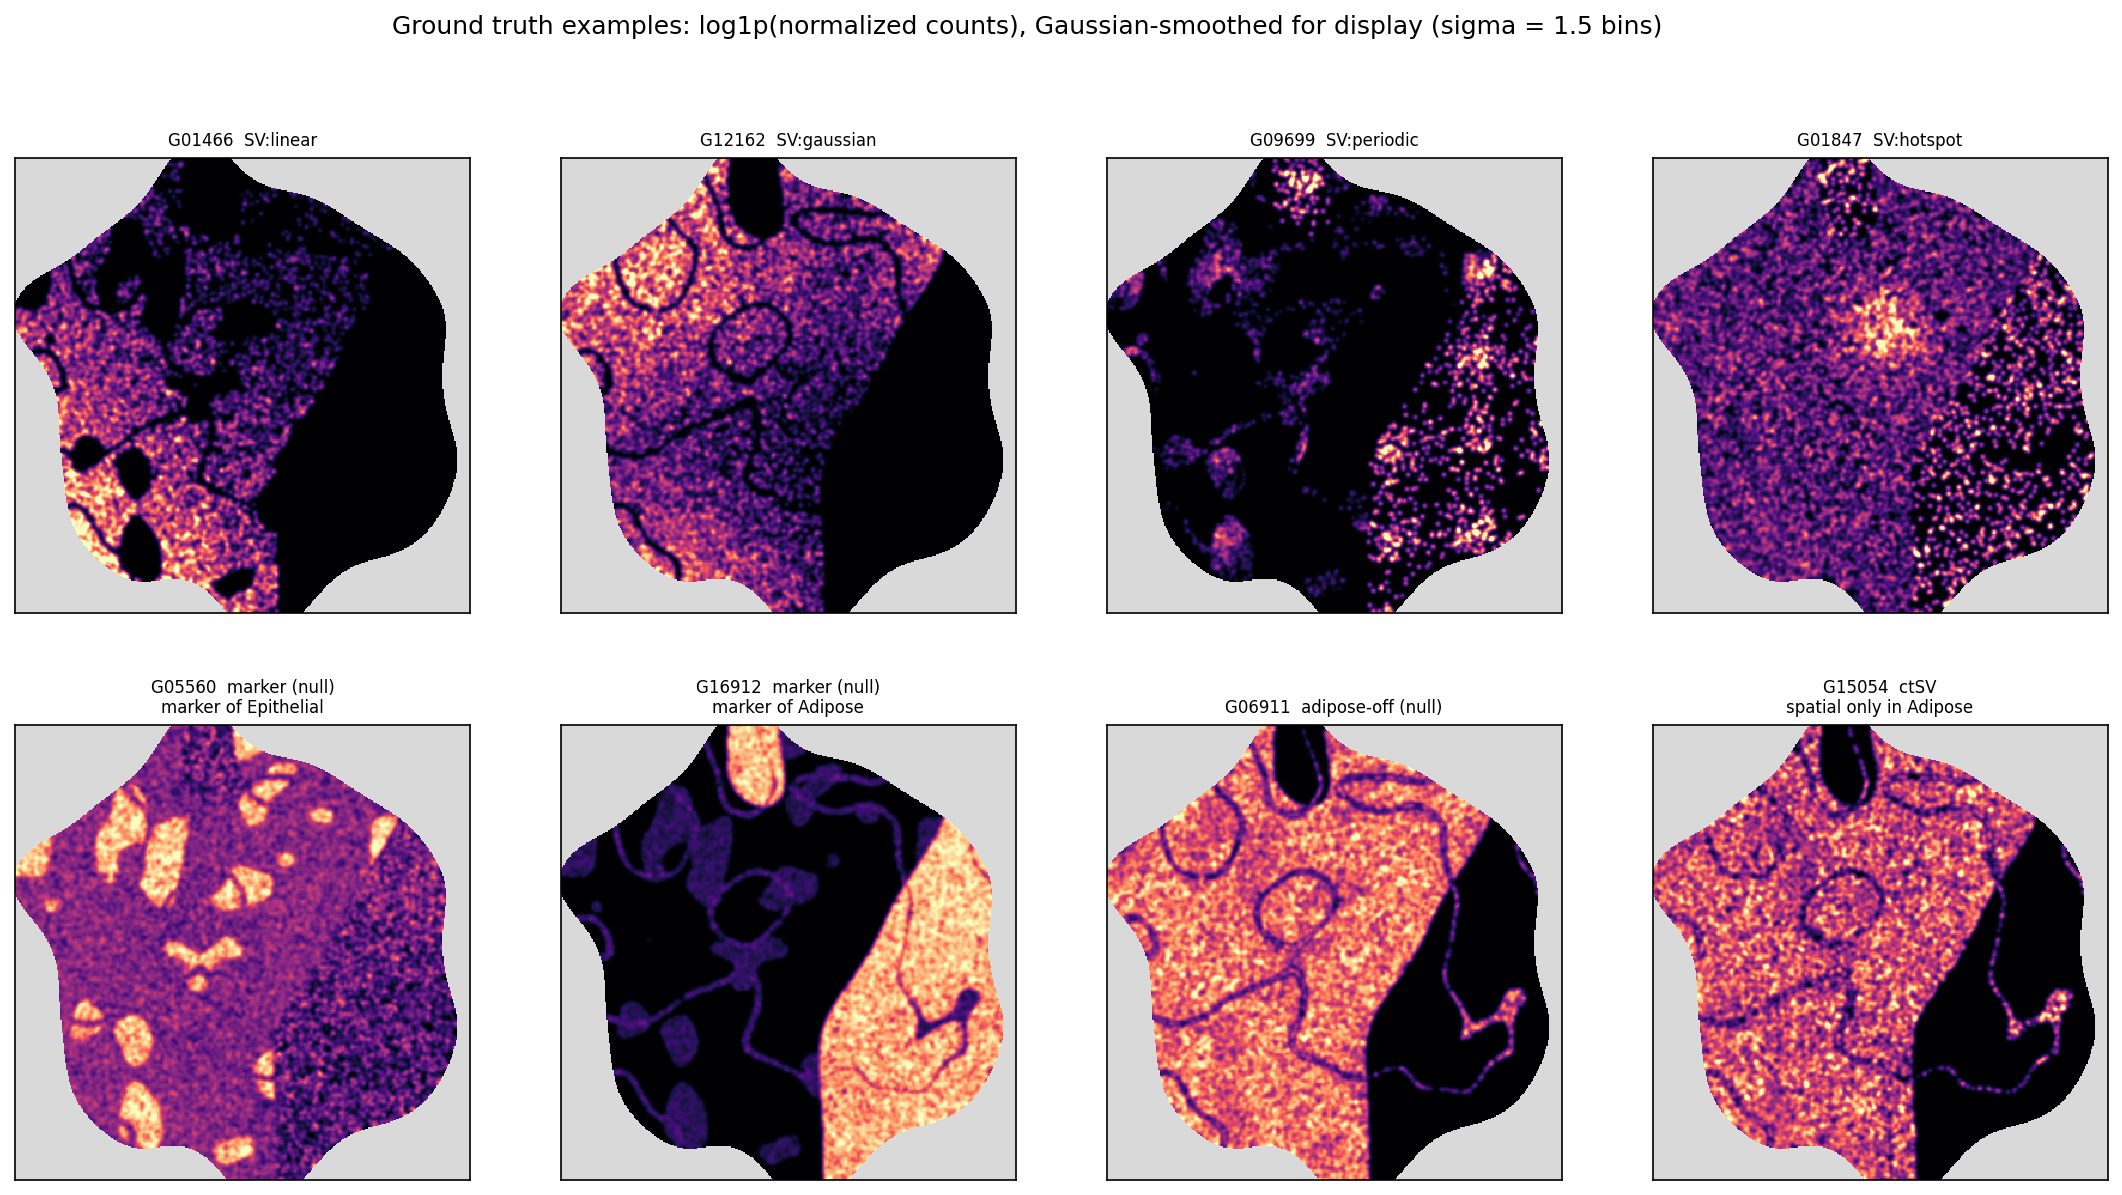 Ground truth examples: log1p(normalized counts), Gaussian-smoothed for display (sigma = 1.5 bins)
G01466  SV:linear
G12162  SV:gaussian
G09699  SV:periodic
G01847  SV:hotspot
G05560  marker (null)
marker of Epithelial
G16912  marker (null)
marker of Adipose
G06911  adipose-off (null)
G15054  ctSV
spatial only in Adipose